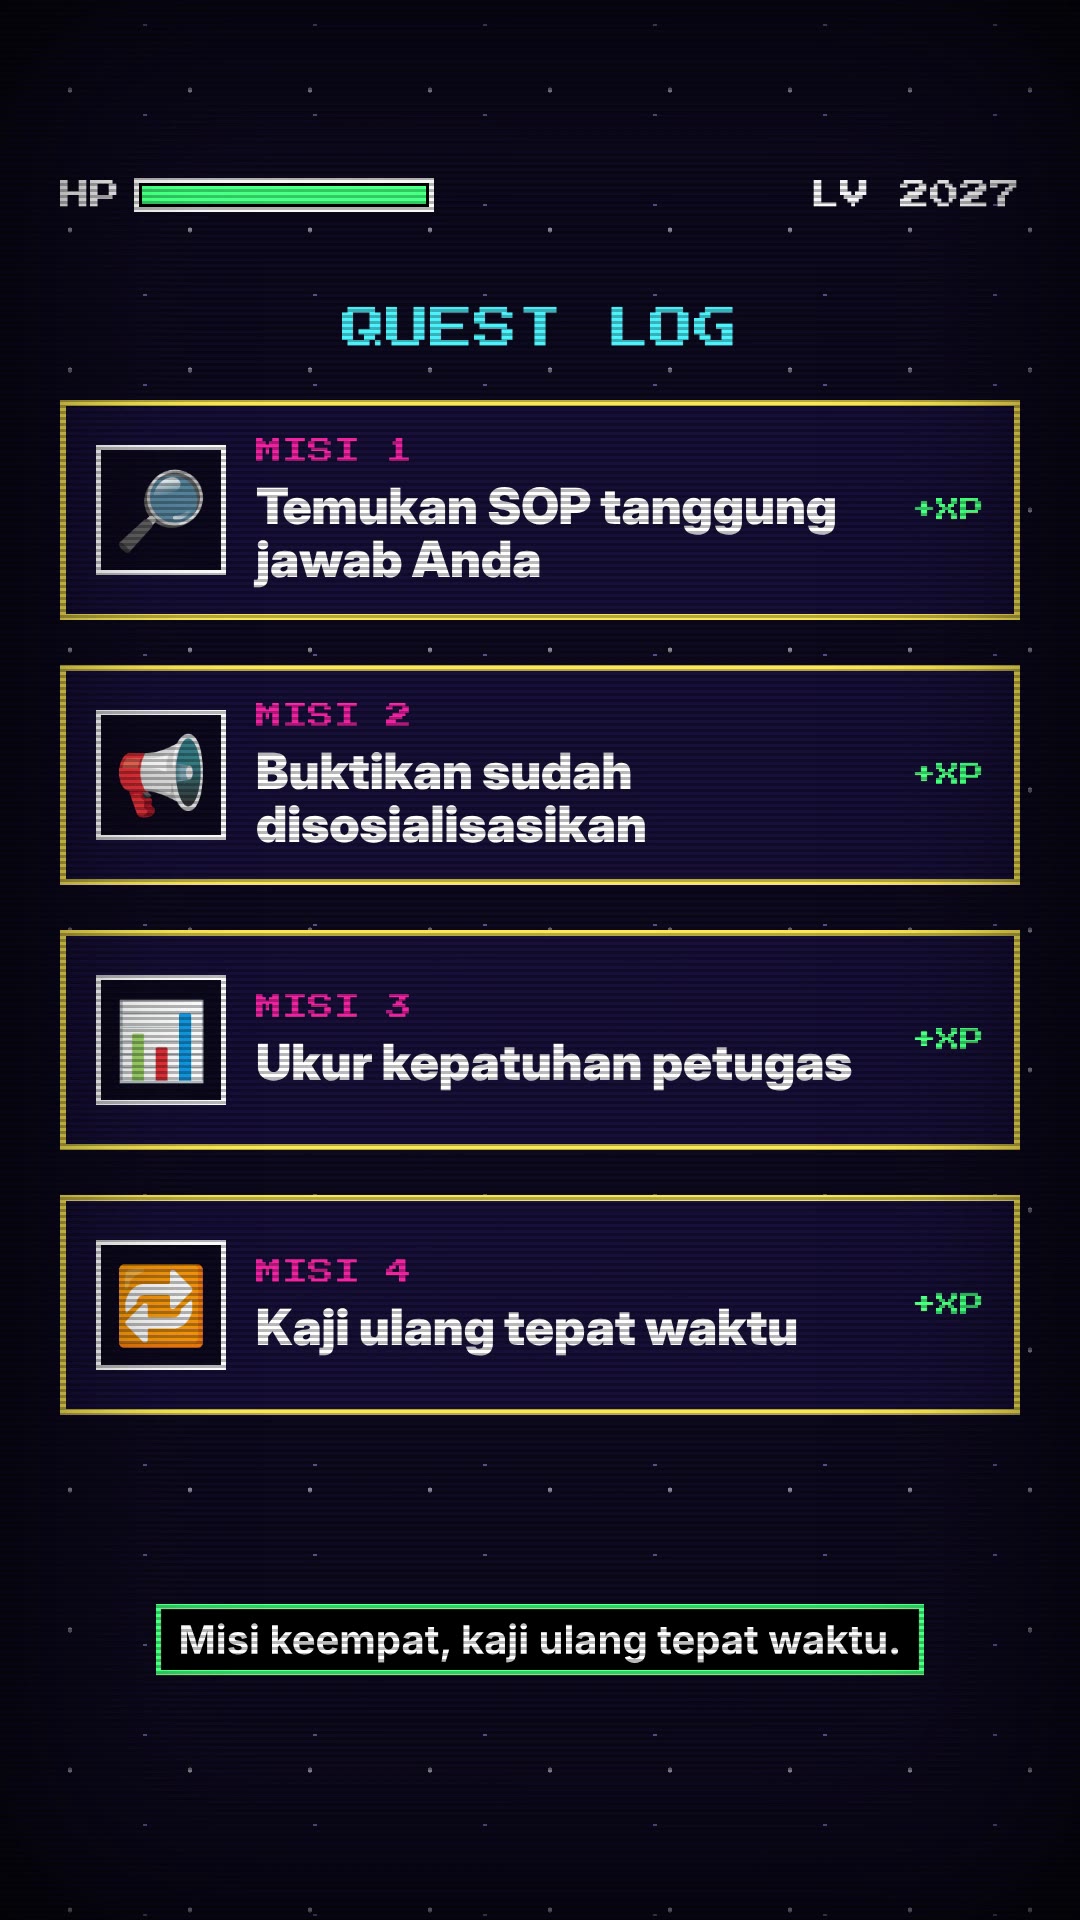 HP
LV 2027
QUEST LOG
MISI 1
Temukan SOP tanggung
jawab Anda
+XP
MISI 2
Buktikan sudah
disosialisasikan
+XP
MISI 3
Ukur kepatuhan petugas
+XP
MISI 4
Kaji ulang tepat waktu
+XP
Misi keempat, kaji ulang tepat waktu.